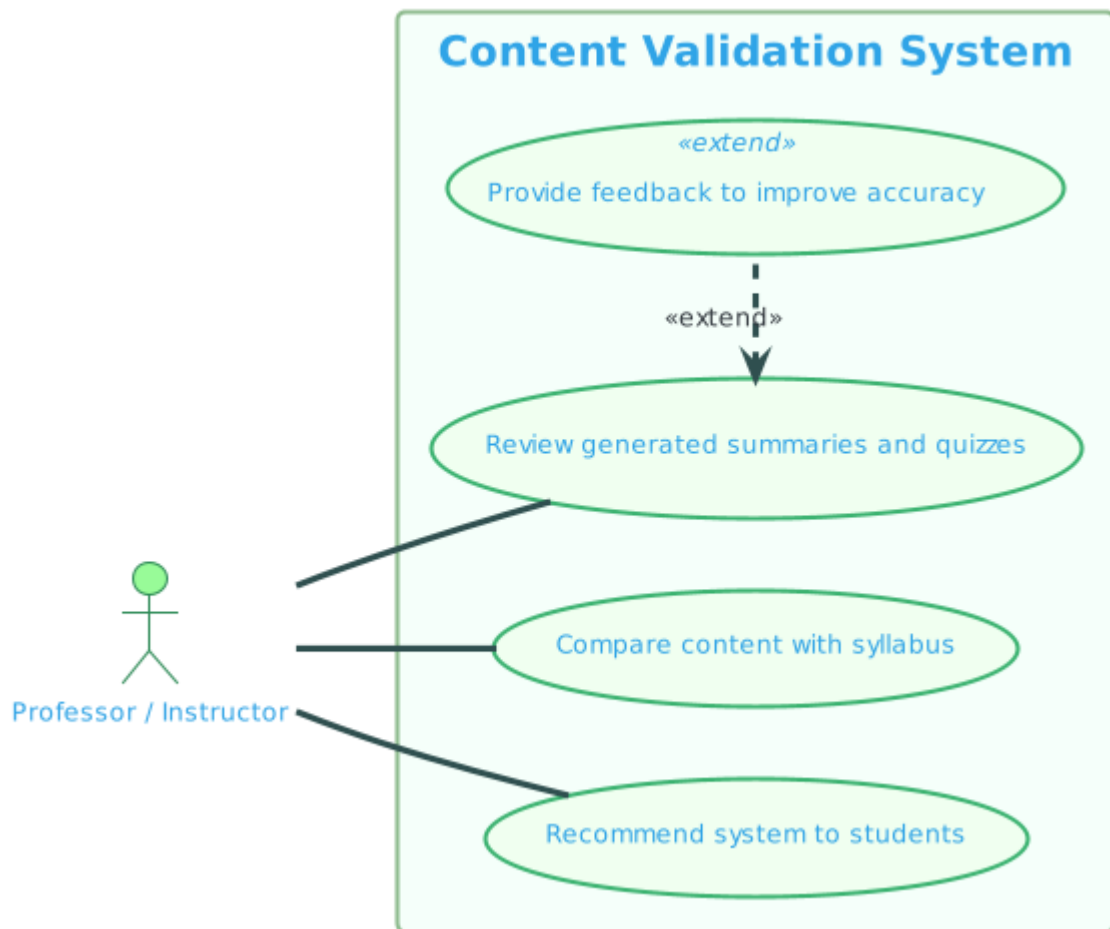 Content Validation System
«extend»
Provide feedback to improve accuracy
«extend»
Review generated summaries and quizzes
Compare content with syllabus
Professor / Instructor
Recommend system to students